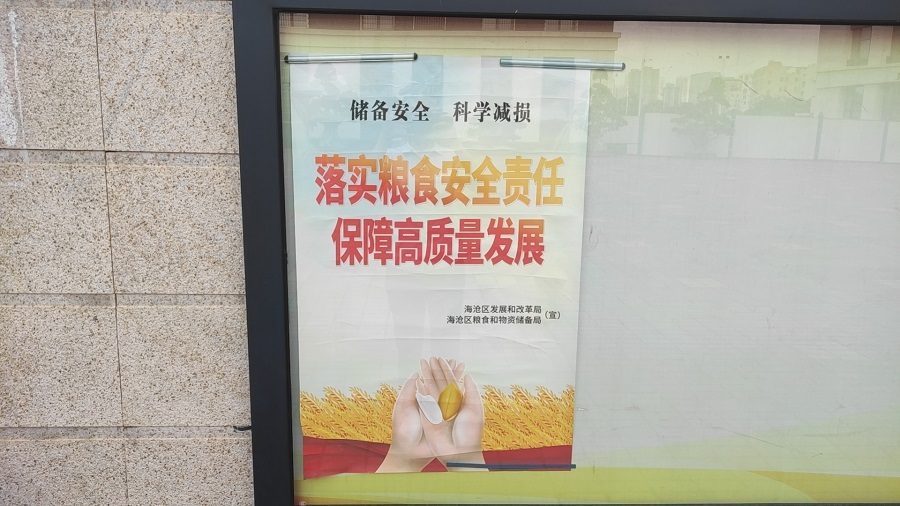 储备安全 科学减损
落实粮食安全责任
保障高质量发展
海沧区发展和改革局
海沧区粮食和物资储备局
(宣)